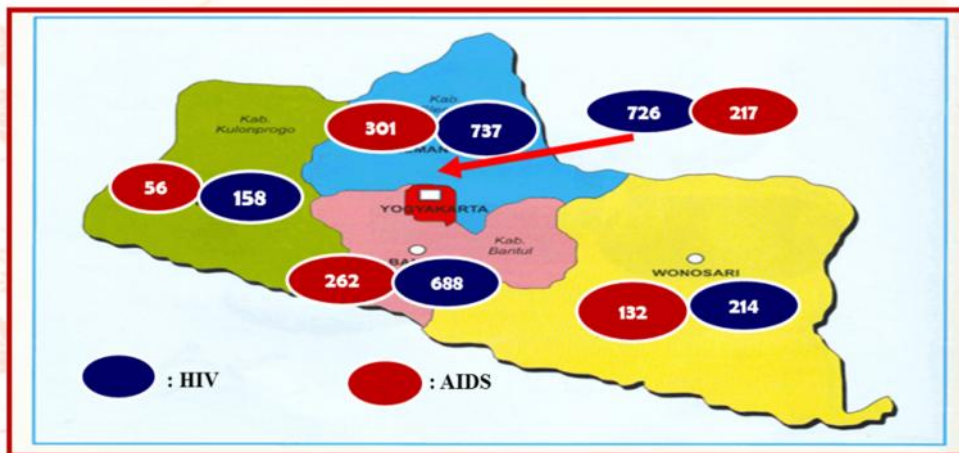 Kab.
Kulonprogo
Kab.
301
737
726
217
56
158
YOGYAKARTA
Kab.
Bantul
262
688
WONOSARI
132
214
: HIV
: AIDS